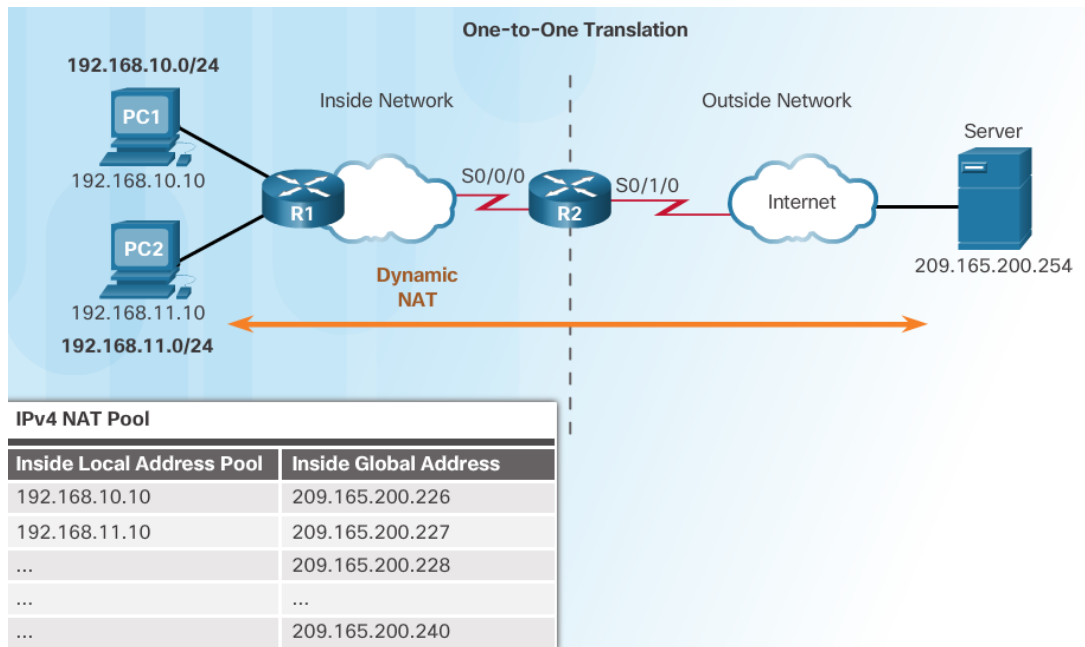 One-to-One Translation
192.168.10.0/24
Inside Network
Outside Network
PC1
Server
192.168.10.10
S0/0/0
S0/1/0
R1
R2
Internet
PC2
Dynamic
NAT
209.165.200.254
192.168.11.10
192.168.11.0/24
IPv4 NAT Pool
Inside Local Address Pool Inside Global Address
192.168.10.10 209.165.200.226
192.168.11.10 209.165.200.227
... 209.165.200.228
... ...
... 209.165.200.240